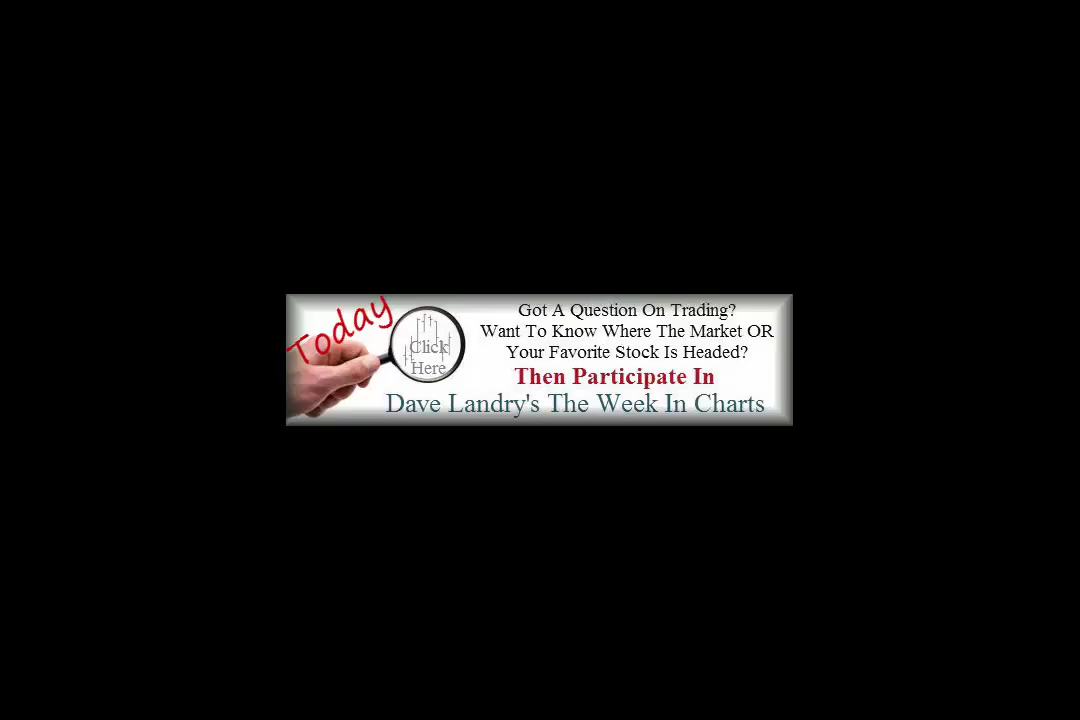 Today
Click
Here
Got A Question On Trading?
Want To Know Where The Market OR
Your Favorite Stock Is Headed?
Then Participate In
Dave Landry's The Week In Charts